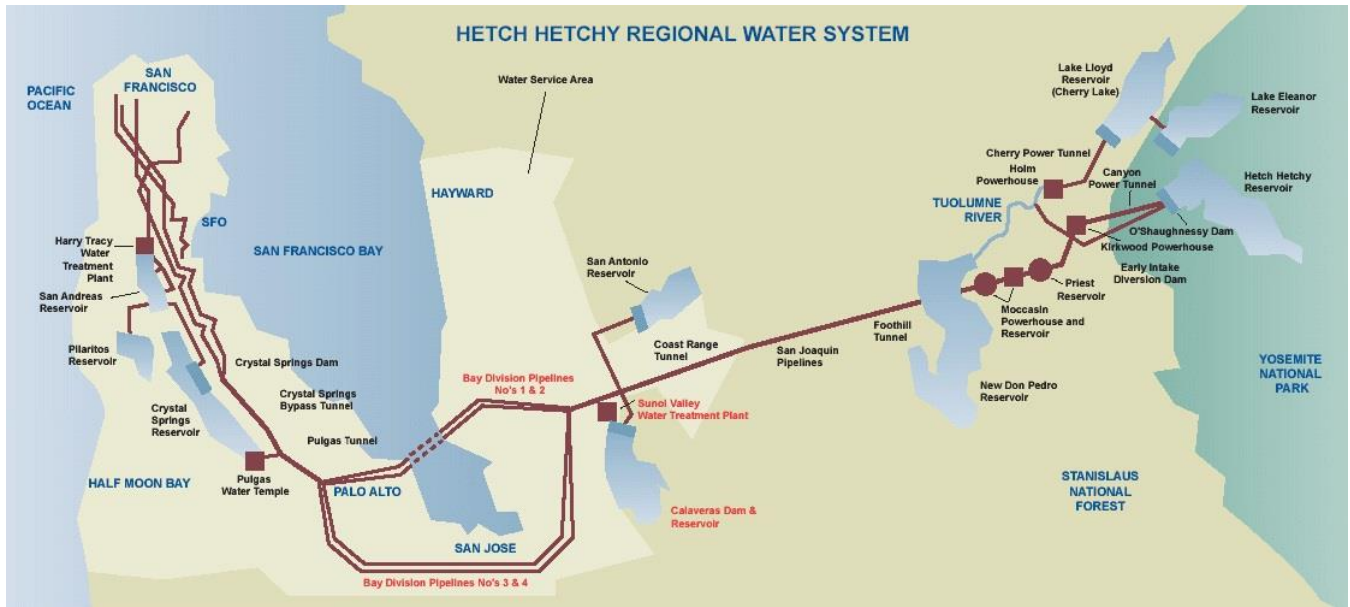 HETCH HETCHY REGIONAL WATER SYSTEM
SAN
FRANCISCO
PACIFIC
OCEAN
Water Service Area
Lake Lloyd
Reservoir
(Cherry Lake)
Lake Eleanor
Reservoir
Cherry Power Tunnel
Holm
Powerhouse
Canyon
Power Tunnel
Hetch Hetchy
Reservoir
HAYWARD
TUOLUMNE
RIVER
SFO
O'Shaughnessy Dam
Kirkwood Powerhouse
Harry Tracy
Water
Treatment
Plant
SAN FRANCISCO BAY
San Antonio
Reservoir
Early Intake
Diversion Dam
Priest
Reservoir
San Andreas
Reservoir
Moccasin
Powerhouse and
Reservoir
Foothill
Tunnel
Pilaritos
Reservoir
Coast Range
Tunnel
San Joaquin
Pipelines
Crystal Springs Dam
YOSEMITE
NATIONAL
PARK
Bay Division Pipelines
No's 1 & 2
New Don Pedro
Reservoir
Crystal Springs
Bypass Tunnel
Sunol Valley
Water Treatment Plant
Crystal
Springs
Reservoir
Pulgas Tunnel
HALF MOON BAY
Pulgas
Water Temple
PALO ALTO
STANISLAUS
NATIONAL
FOREST
Calaveras Dam &
Reservoir
SAN JOSE
Bay Division Pipelines No's 3 & 4